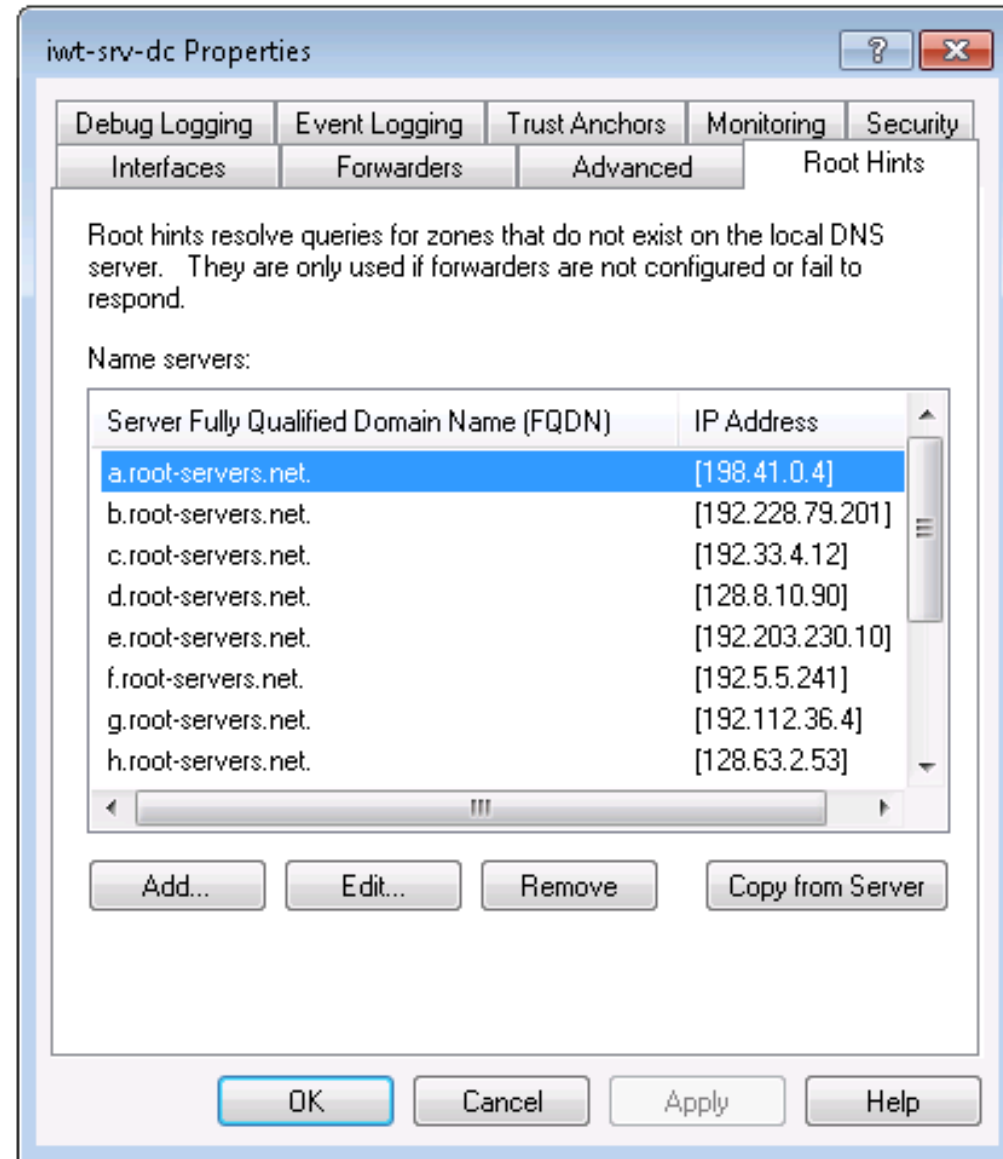 iwt-srv-dc Properties
Debug Logging Event Logging Trust Anchors Monitoring Security
Interfaces Forwarders Advanced Root Hints
Root hints resolve queries for zones that do not exist on the local DNS
server. They are only used if forwarders are not configured or fail to
respond.
Name servers:
Server Fully Qualified Domain Name (FQDN) IP Address
a.root-servers.net. [198.41.0.4]
b.root-servers.net. [192.228.79.201]
c.root-servers.net. [192.33.4.12]
d.root-servers.net. [128.8.10.90]
e.root-servers.net. [192.203.230.10]
f.root-servers.net. [192.5.5.241]
g.root-servers.net. [192.112.36.4]
h.root-servers.net. [128.63.2.53]
Add... Edit... Remove Copy from Server
OK Cancel Apply Help